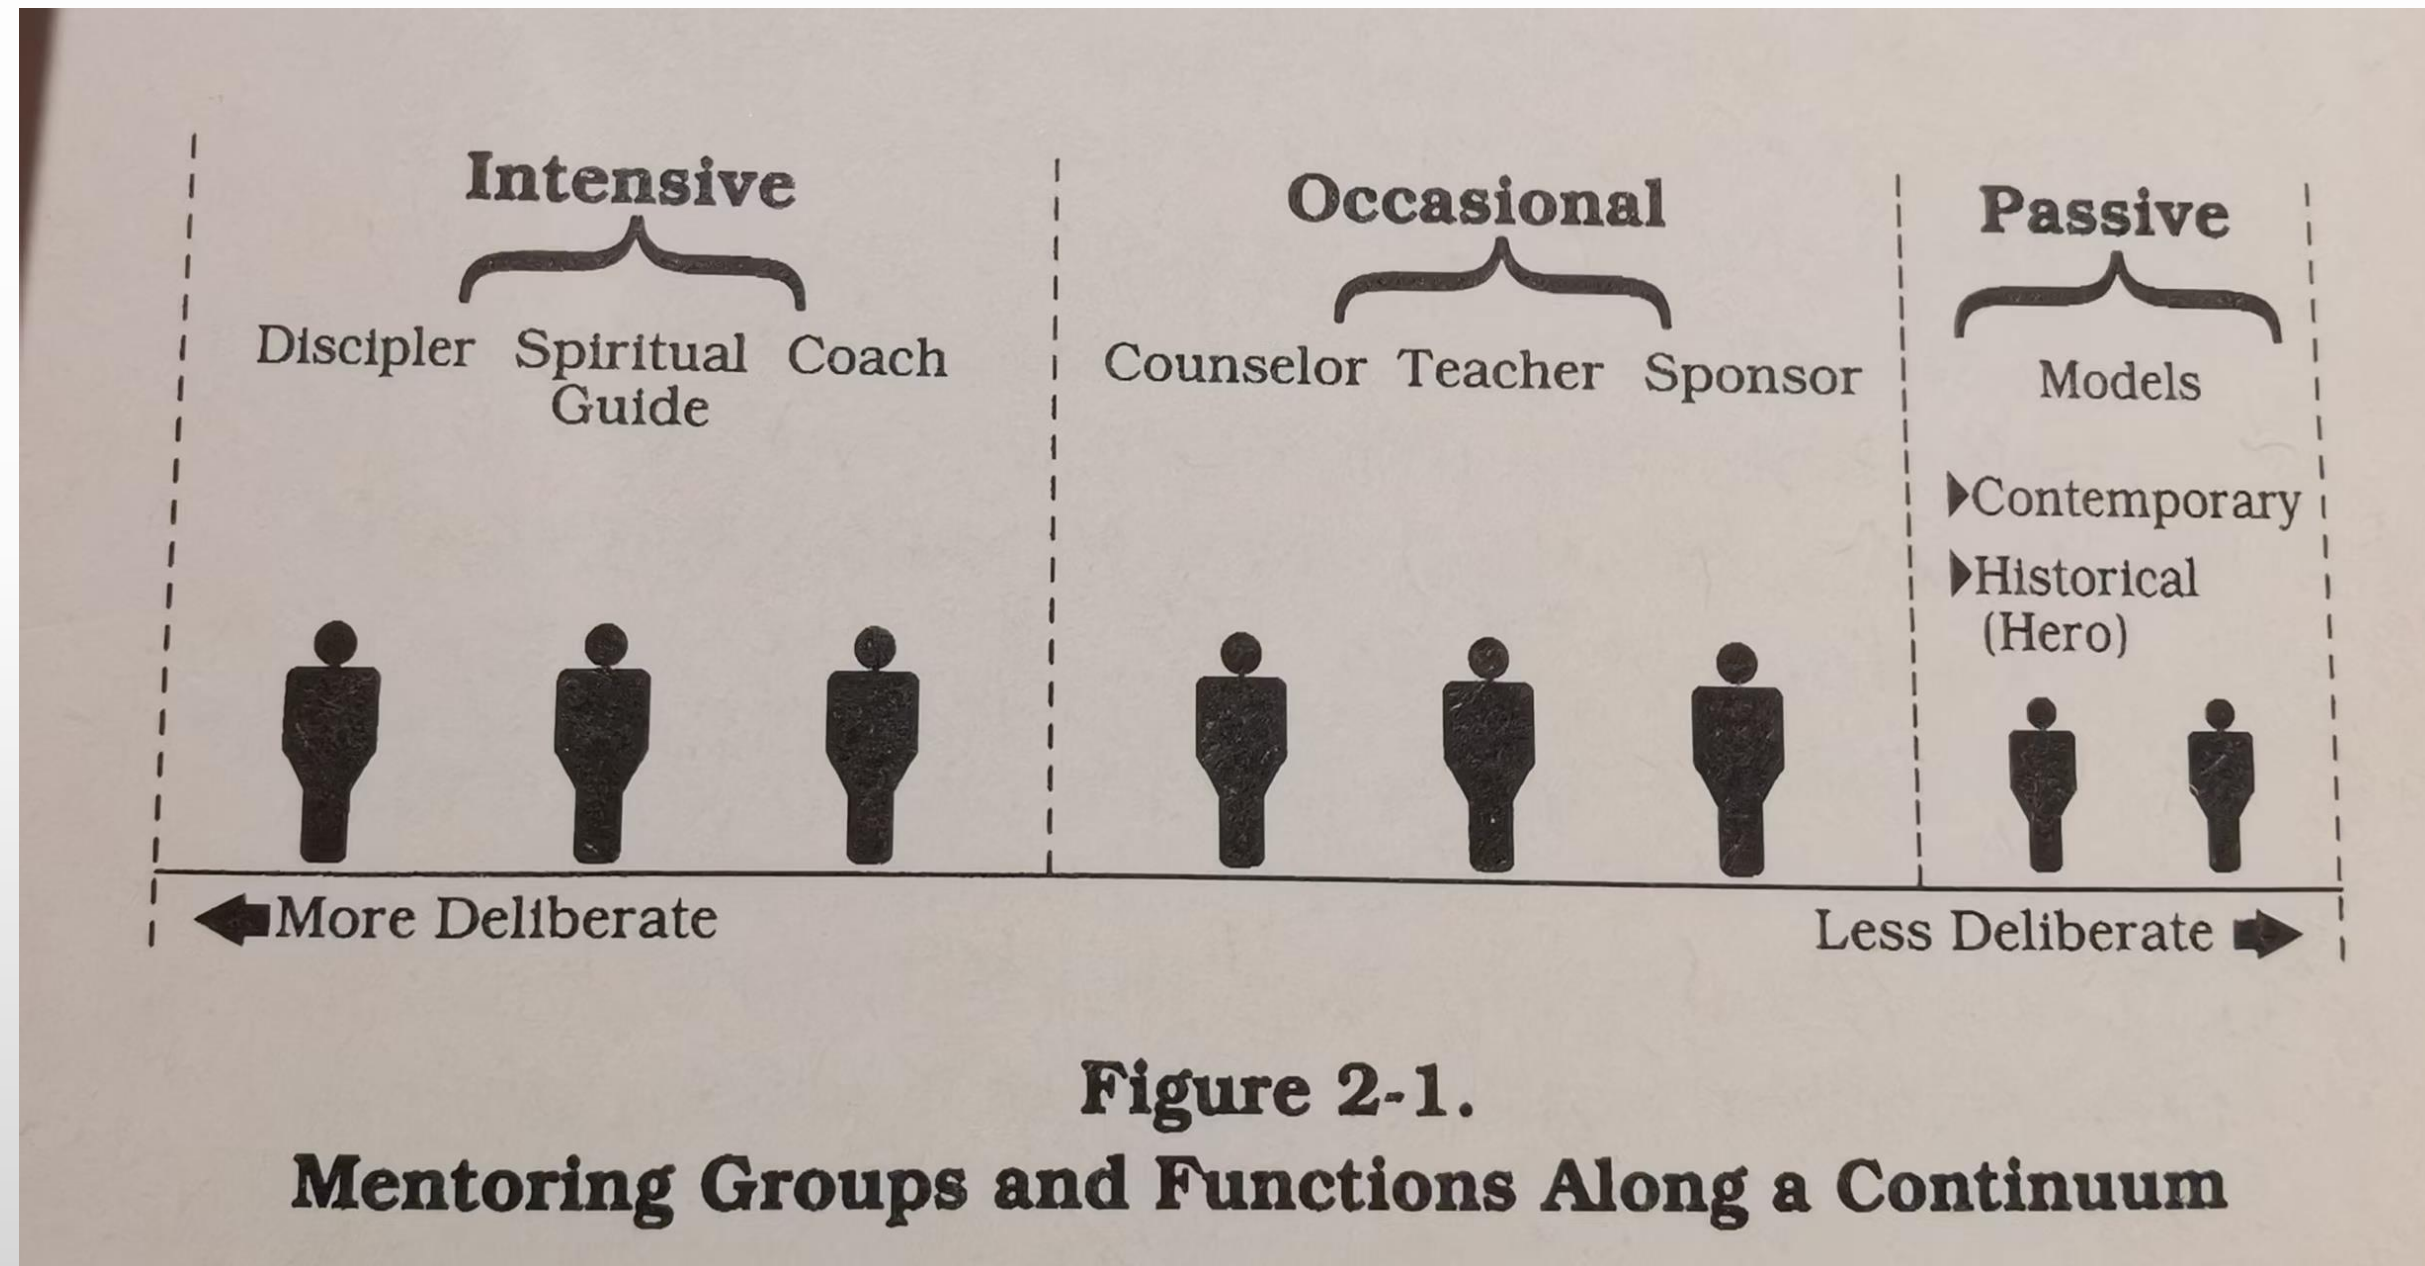 Intensive
Discipler Spiritual Coach
Guide
Occasional
Counselor Teacher Sponsor
Passive
Models
▶Contemporary
▶Historical
(Hero)
More Deliberate
Less Deliberate
Figure 2-1.
Mentoring Groups and Functions Along a Continuum